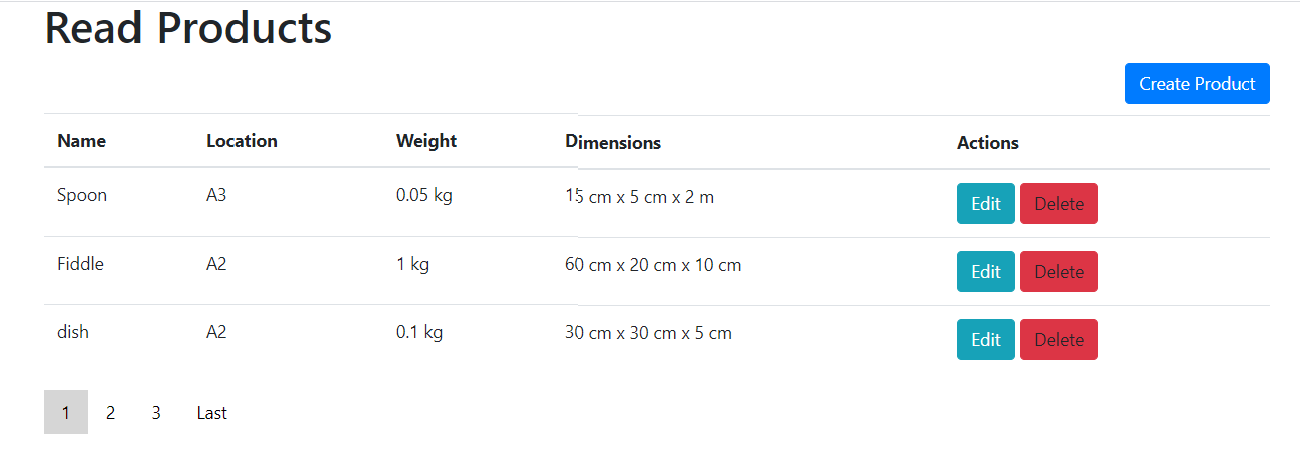 Read Products
Create Product
Name Location Weight Dimensions Actions
Spoon A3 0.05 kg 15 cm x 5 cm x 2 m Edit Delete
Fiddle A2 1 kg 60 cm x 20 cm x 10 cm Edit Delete
dish A2 0.1 kg 30 cm x 30 cm x 5 cm Edit Delete
1 2 3 Last